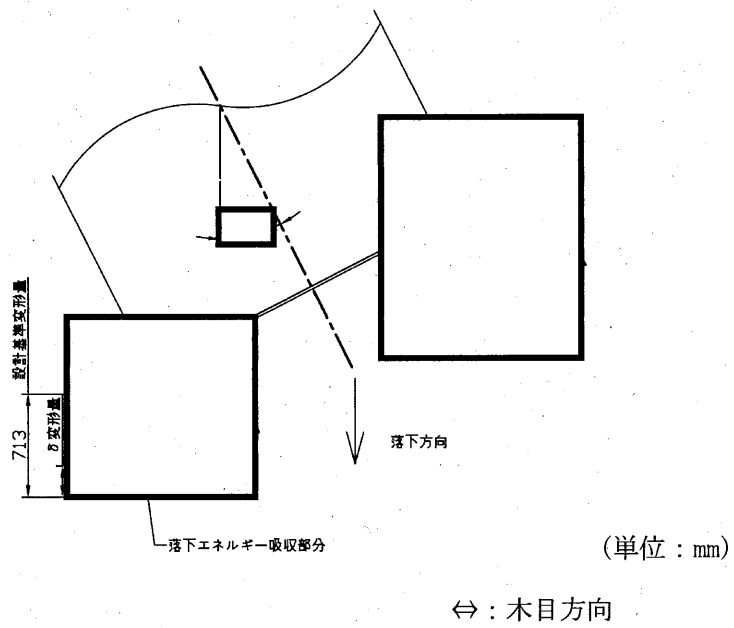 設計基準変形量
713
δ変形量
落下方向
落下エネルギー吸収部分
(単位：mm)
⇔：木目方向